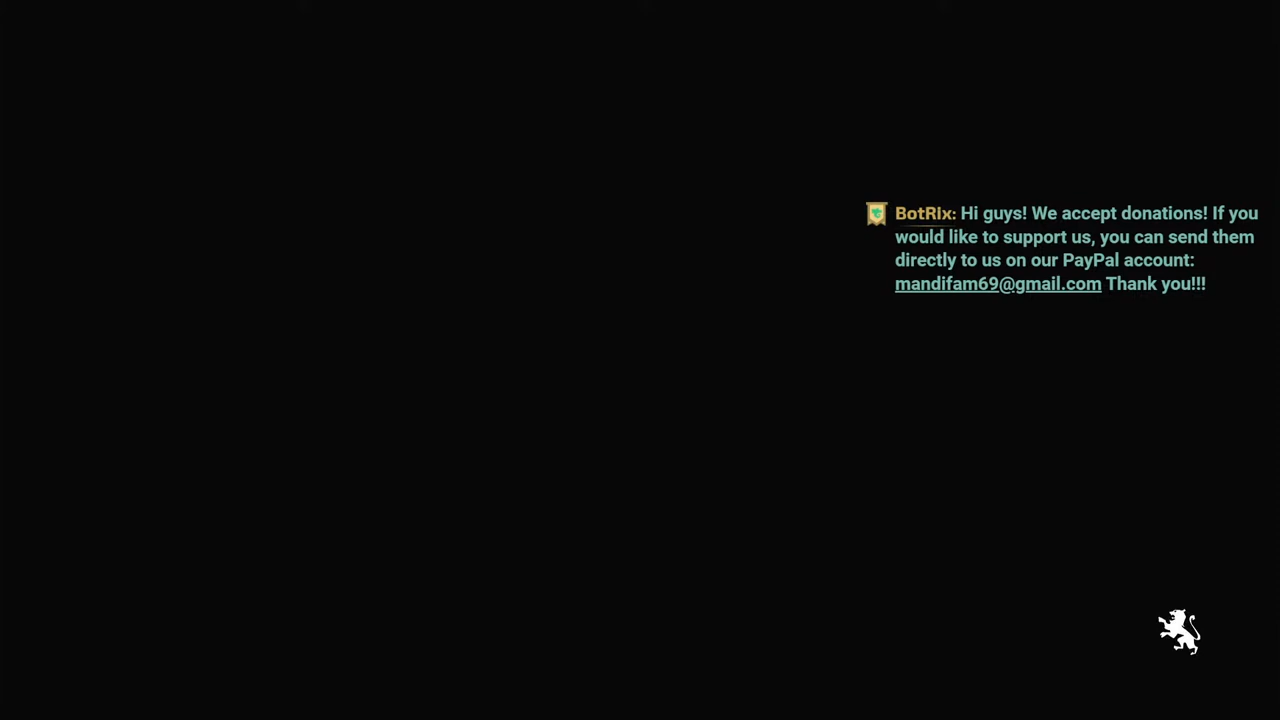 BotRix: Hi guys! We accept donations! If you
would like to support us, you can send them
directly to us on our PayPal account:
mandifam69@gmail.com Thank you!!!